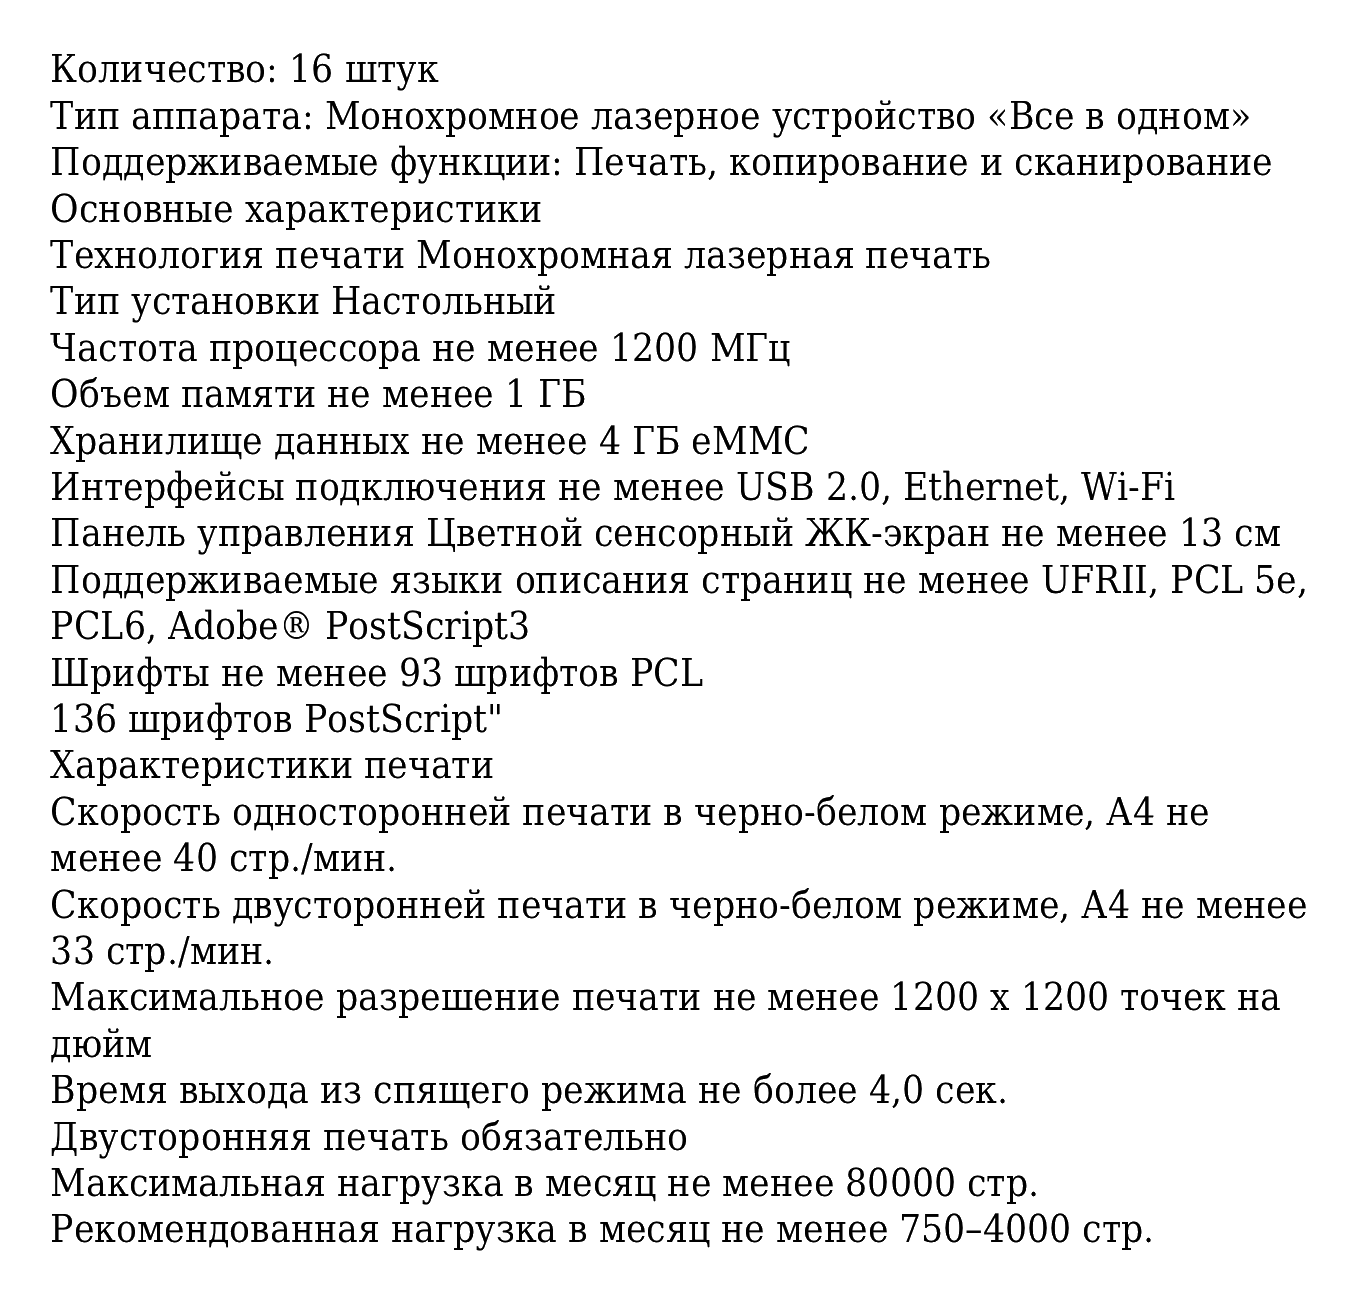 Количество: 16 штук
Тип аппарата: Монохромное лазерное устройство «Все в одном»
Поддерживаемые функции: Печать, копирование и сканирование
Основные характеристики
Технология печати Монохромная лазерная печать
Тип установки Настольный
Частота процессора не менее 1200 МГц
Объем памяти не менее 1 ГБ
Хранилище данных не менее 4 ГБ eMMC
Интерфейсы подключения не менее USB 2.0, Ethernet, Wi-Fi
Панель управления Цветной сенсорный ЖК-экран не менее 13 см
Поддерживаемые языки описания страниц не менее UFRII, PCL 5e,
PCL6, Adobe® PostScript3
Шрифты не менее 93 шрифтов PCL
136 шрифтов PostScript"
Характеристики печати
Скорость односторонней печати в черно-белом режиме, A4 не
менее 40 стр./мин.
Скорость двусторонней печати в черно-белом режиме, A4 не менее
33 стр./мин.
Максимальное разрешение печати не менее 1200 x 1200 точек на
дюйм
Время выхода из спящего режима не более 4,0 сек.
Двусторонняя печать обязательно
Максимальная нагрузка в месяц не менее 80000 стр.
Рекомендованная нагрузка в месяц не менее 750–4000 стр.